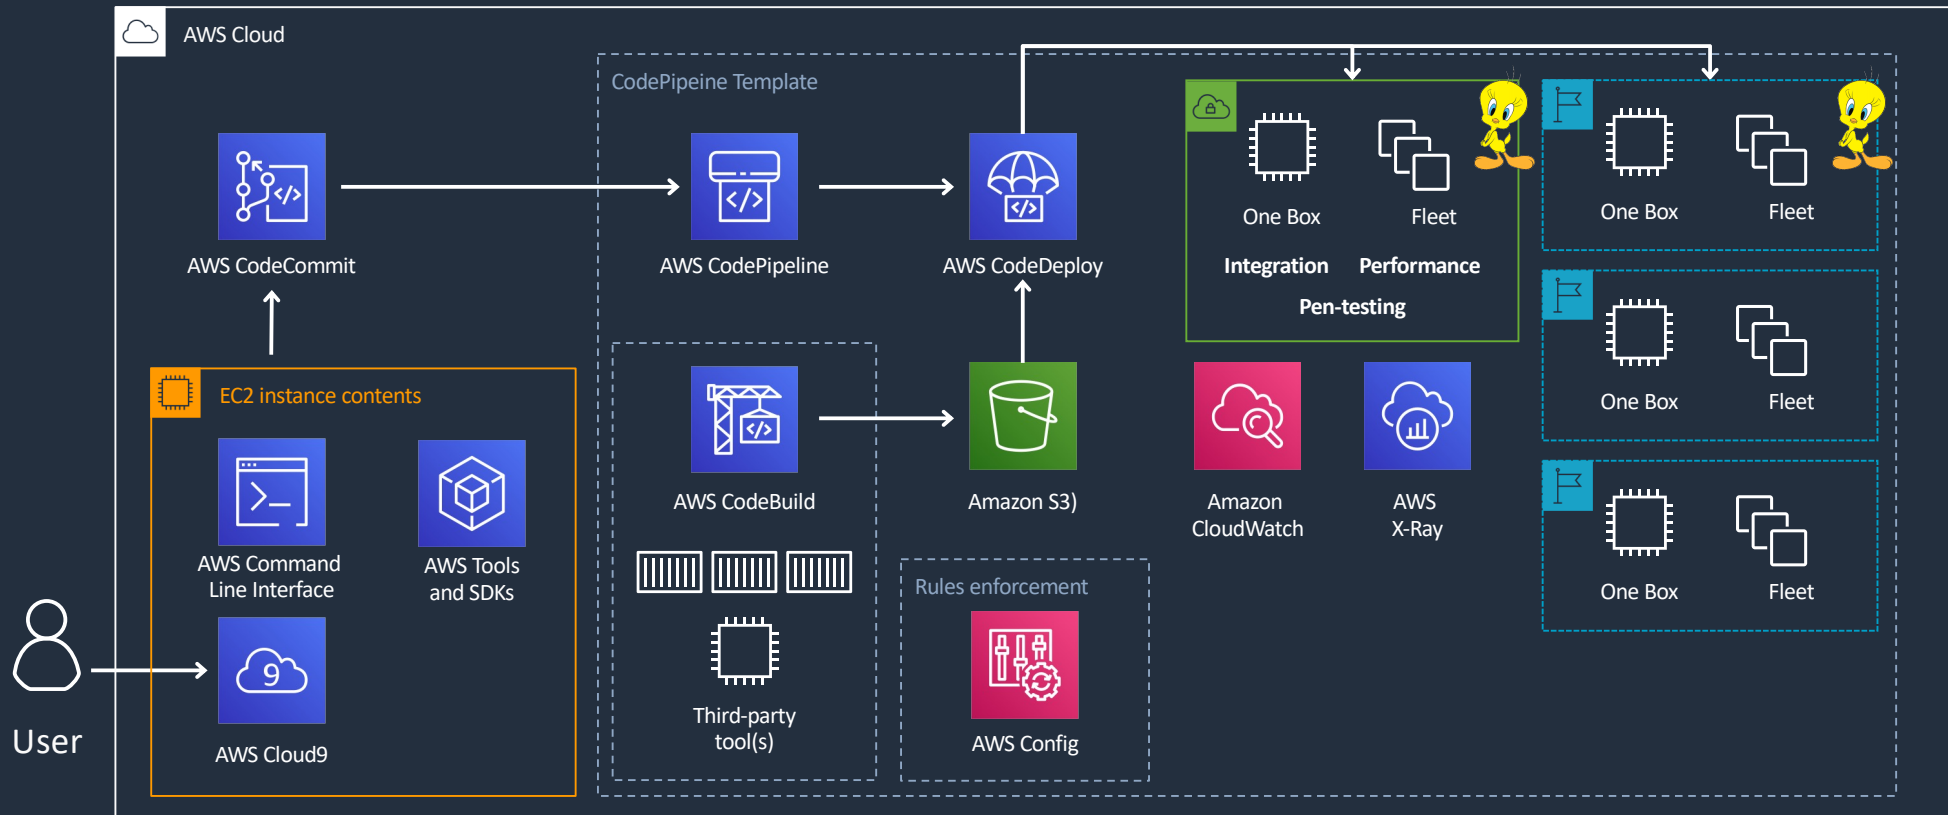 AWS Cloud
CodePipeine Template
AWS CodeCommit
AWS CodePipeline
AWS CodeDeploy
One Box
Fleet
Integration
Performance
Pen-testing
One Box
Fleet
One Box
Fleet
One Box
Fleet
EC2 instance contents
AWS Command
Line Interface
AWS Tools
and SDKs
9
AWS Cloud9
User
AWS CodeBuild
Third-party
tool(s)
Amazon S3)
Rules enforcement
AWS Config
Amazon
CloudWatch
AWS
X-Ray